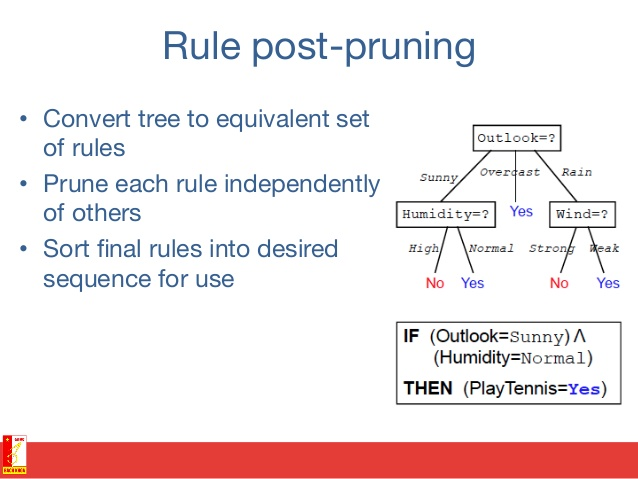 Rule post-pruning
• Convert tree to equivalent set
of rules
• Prune each rule independently
of others
• Sort final rules into desired
sequence for use
Outlook=?
Sunny Overcast Rain
Humidity=? Yes Wind=?
High Normal Strong Weak
No Yes No Yes
IF (Outlook=Sunny) Λ
(Humidity=Normal)
THEN (PlayTennis=Yes)